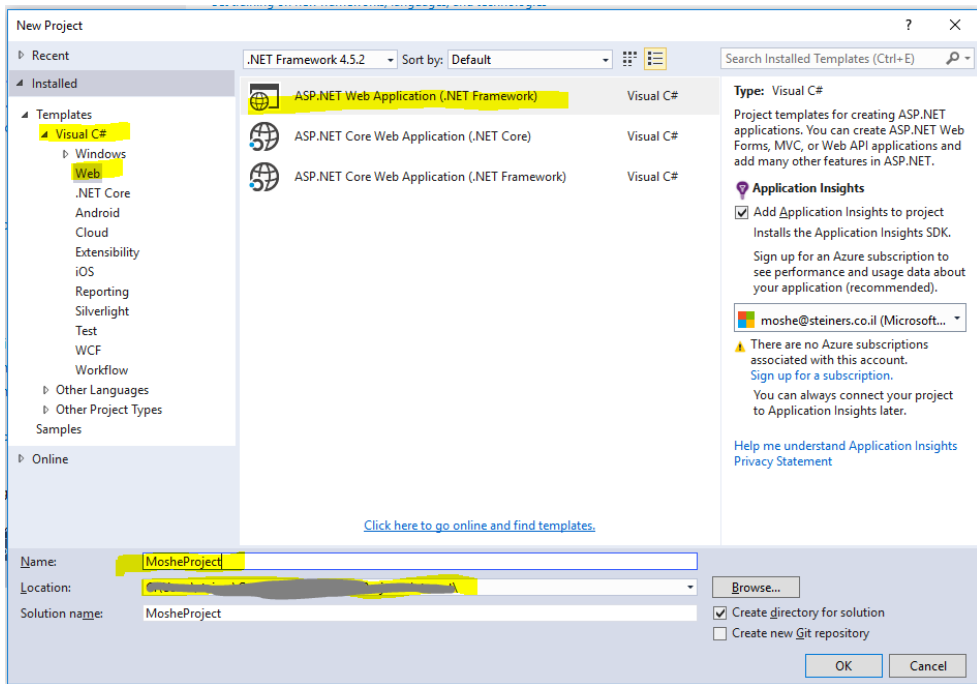 New Project
?
Recent
Installed
Templates
Visual C#
Windows
Web
.NET Core
Android
Cloud
Extensibility
iOS
Reporting
Silverlight
Test
WCF
Workflow
Other Languages
Other Project Types
Samples
Online
.NET Framework 4.5.2 Sort by: Default
ASP.NET Web Application (.NET Framework) Visual C#
ASP.NET Core Web Application (.NET Core) Visual C#
ASP.NET Core Web Application (.NET Framework) Visual C#
Click here to go online and find templates.
Search Installed Templates (Ctrl+E)
Type: Visual C#
Project templates for creating ASP.NET
applications. You can create ASP.NET Web
Forms, MVC, or Web API applications and
add many other features in ASP.NET.
Application Insights
Add Application Insights to project
Installs the Application Insights SDK.
Sign up for an Azure subscription to
see performance and usage data about
your application (recommended).
moshe@steiners.co.il (Microsoft...
There are no Azure subscriptions
associated with this account.
Sign up for a subscription.
You can always connect your project
to Application Insights later.
Help me understand Application Insights
Privacy Statement
Name: MosheProject
Location:
Browse...
Solution name: MosheProject
Create directory for solution
Create new Git repository
OK Cancel